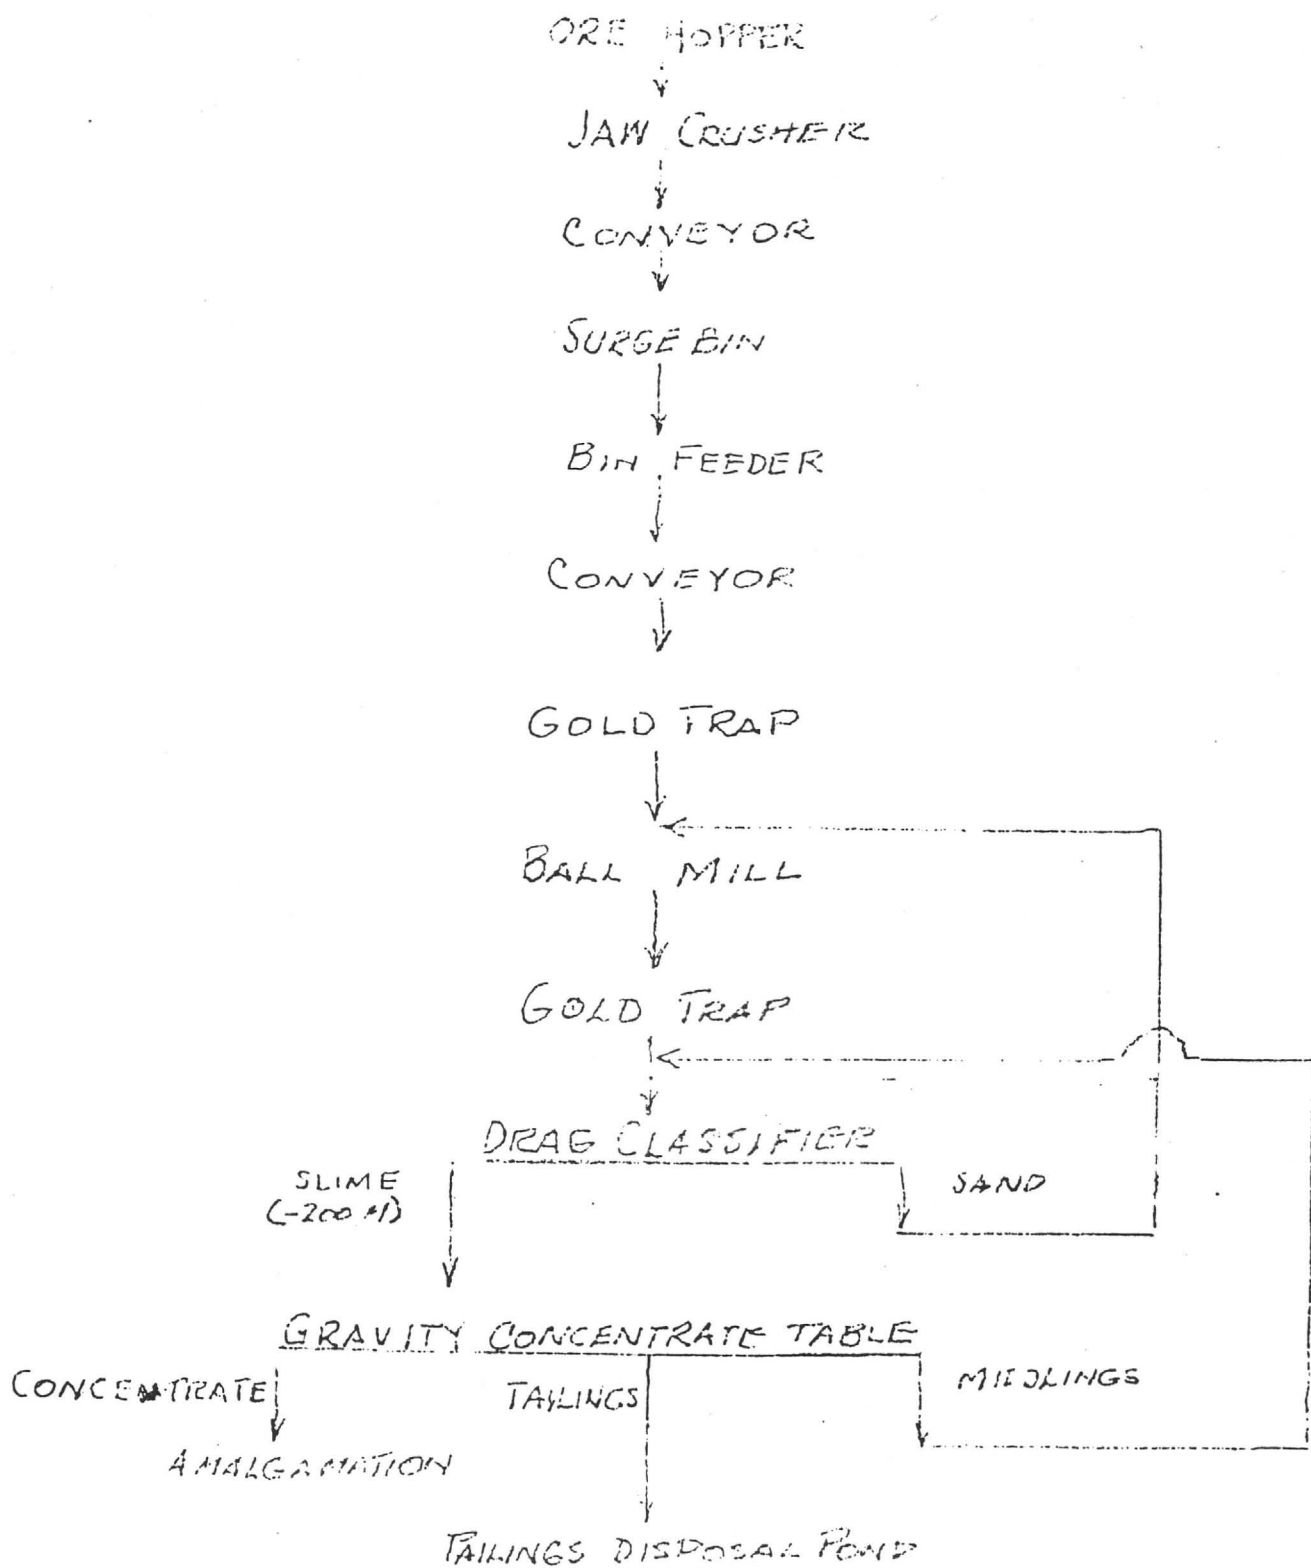 ORE HOPPER
JAW CRUSHER
CONVEYOR
SURGE BIN
BIN FEEDER
CONVEYOR
GOLD TRAP
BALL MILL
GOLD TRAP
DRAG CLASSIFIER
SLIME
(-200 M)
SAND
GRAVITY CONCENTRATE TABLE
CONCENTRATE
TAILINGS
MIDDLINGS
AMALGAMATION
TAILINGS DISPOSAL POND